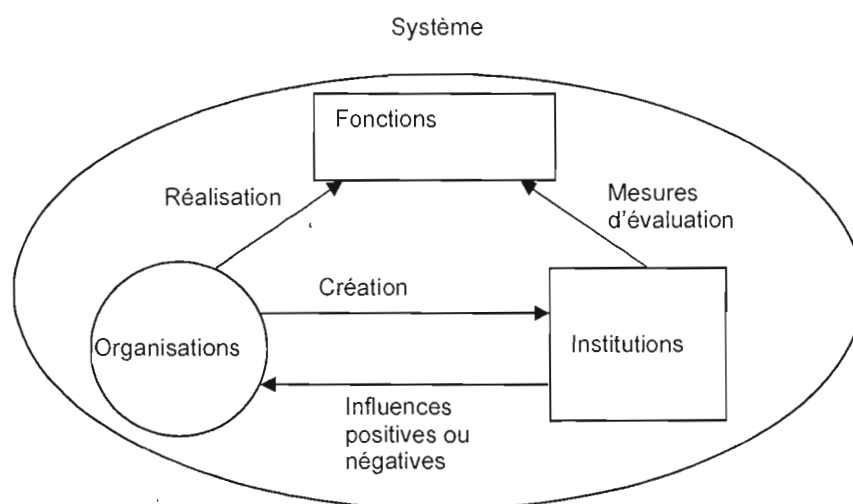 Système
Fonctions
Réalisation
Mesures
d'évaluation
Création
Organisations
Institutions
Influences
positives ou
négatives